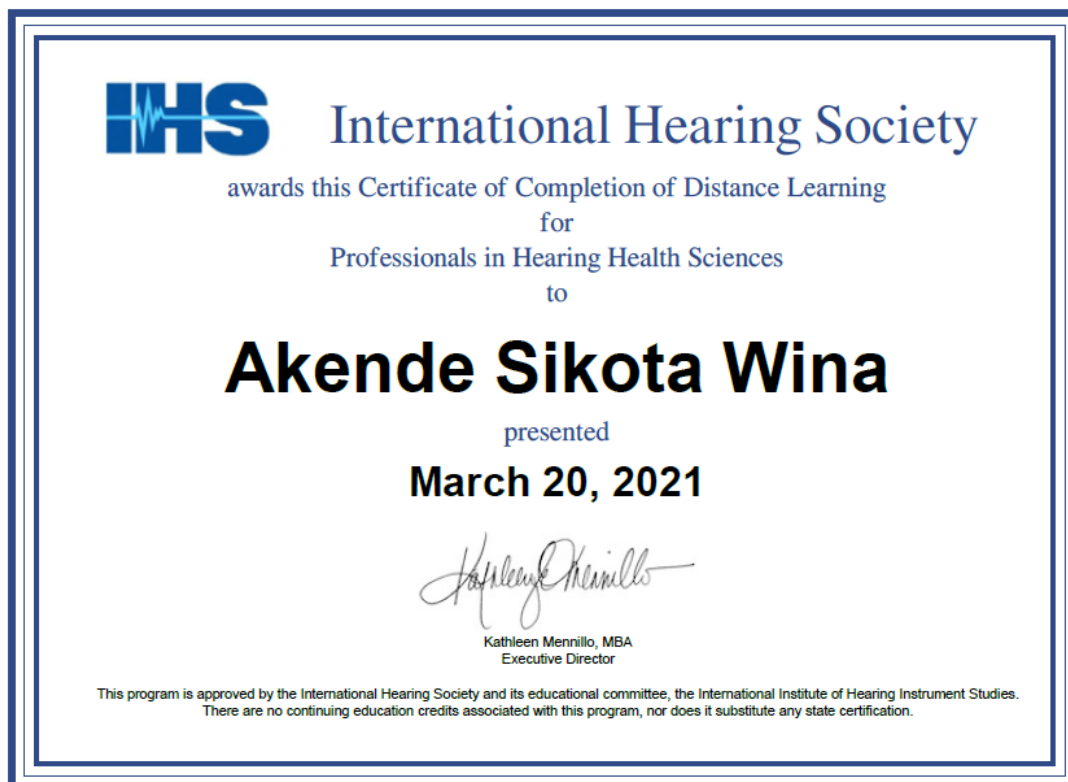 IHS
International Hearing Society
awards this Certificate of Completion of Distance Learning
for
Professionals in Hearing Health Sciences
to
Akende Sikota Wina
presented
March 20, 2021
Kathleen Mennillo
Kathleen Mennillo, MBA
Executive Director
This program is approved by the International Hearing Society and its educational committee, the International Institute of Hearing Instrument Studies.
There are no continuing education credits associated with this program, nor does it substitute any state certification.